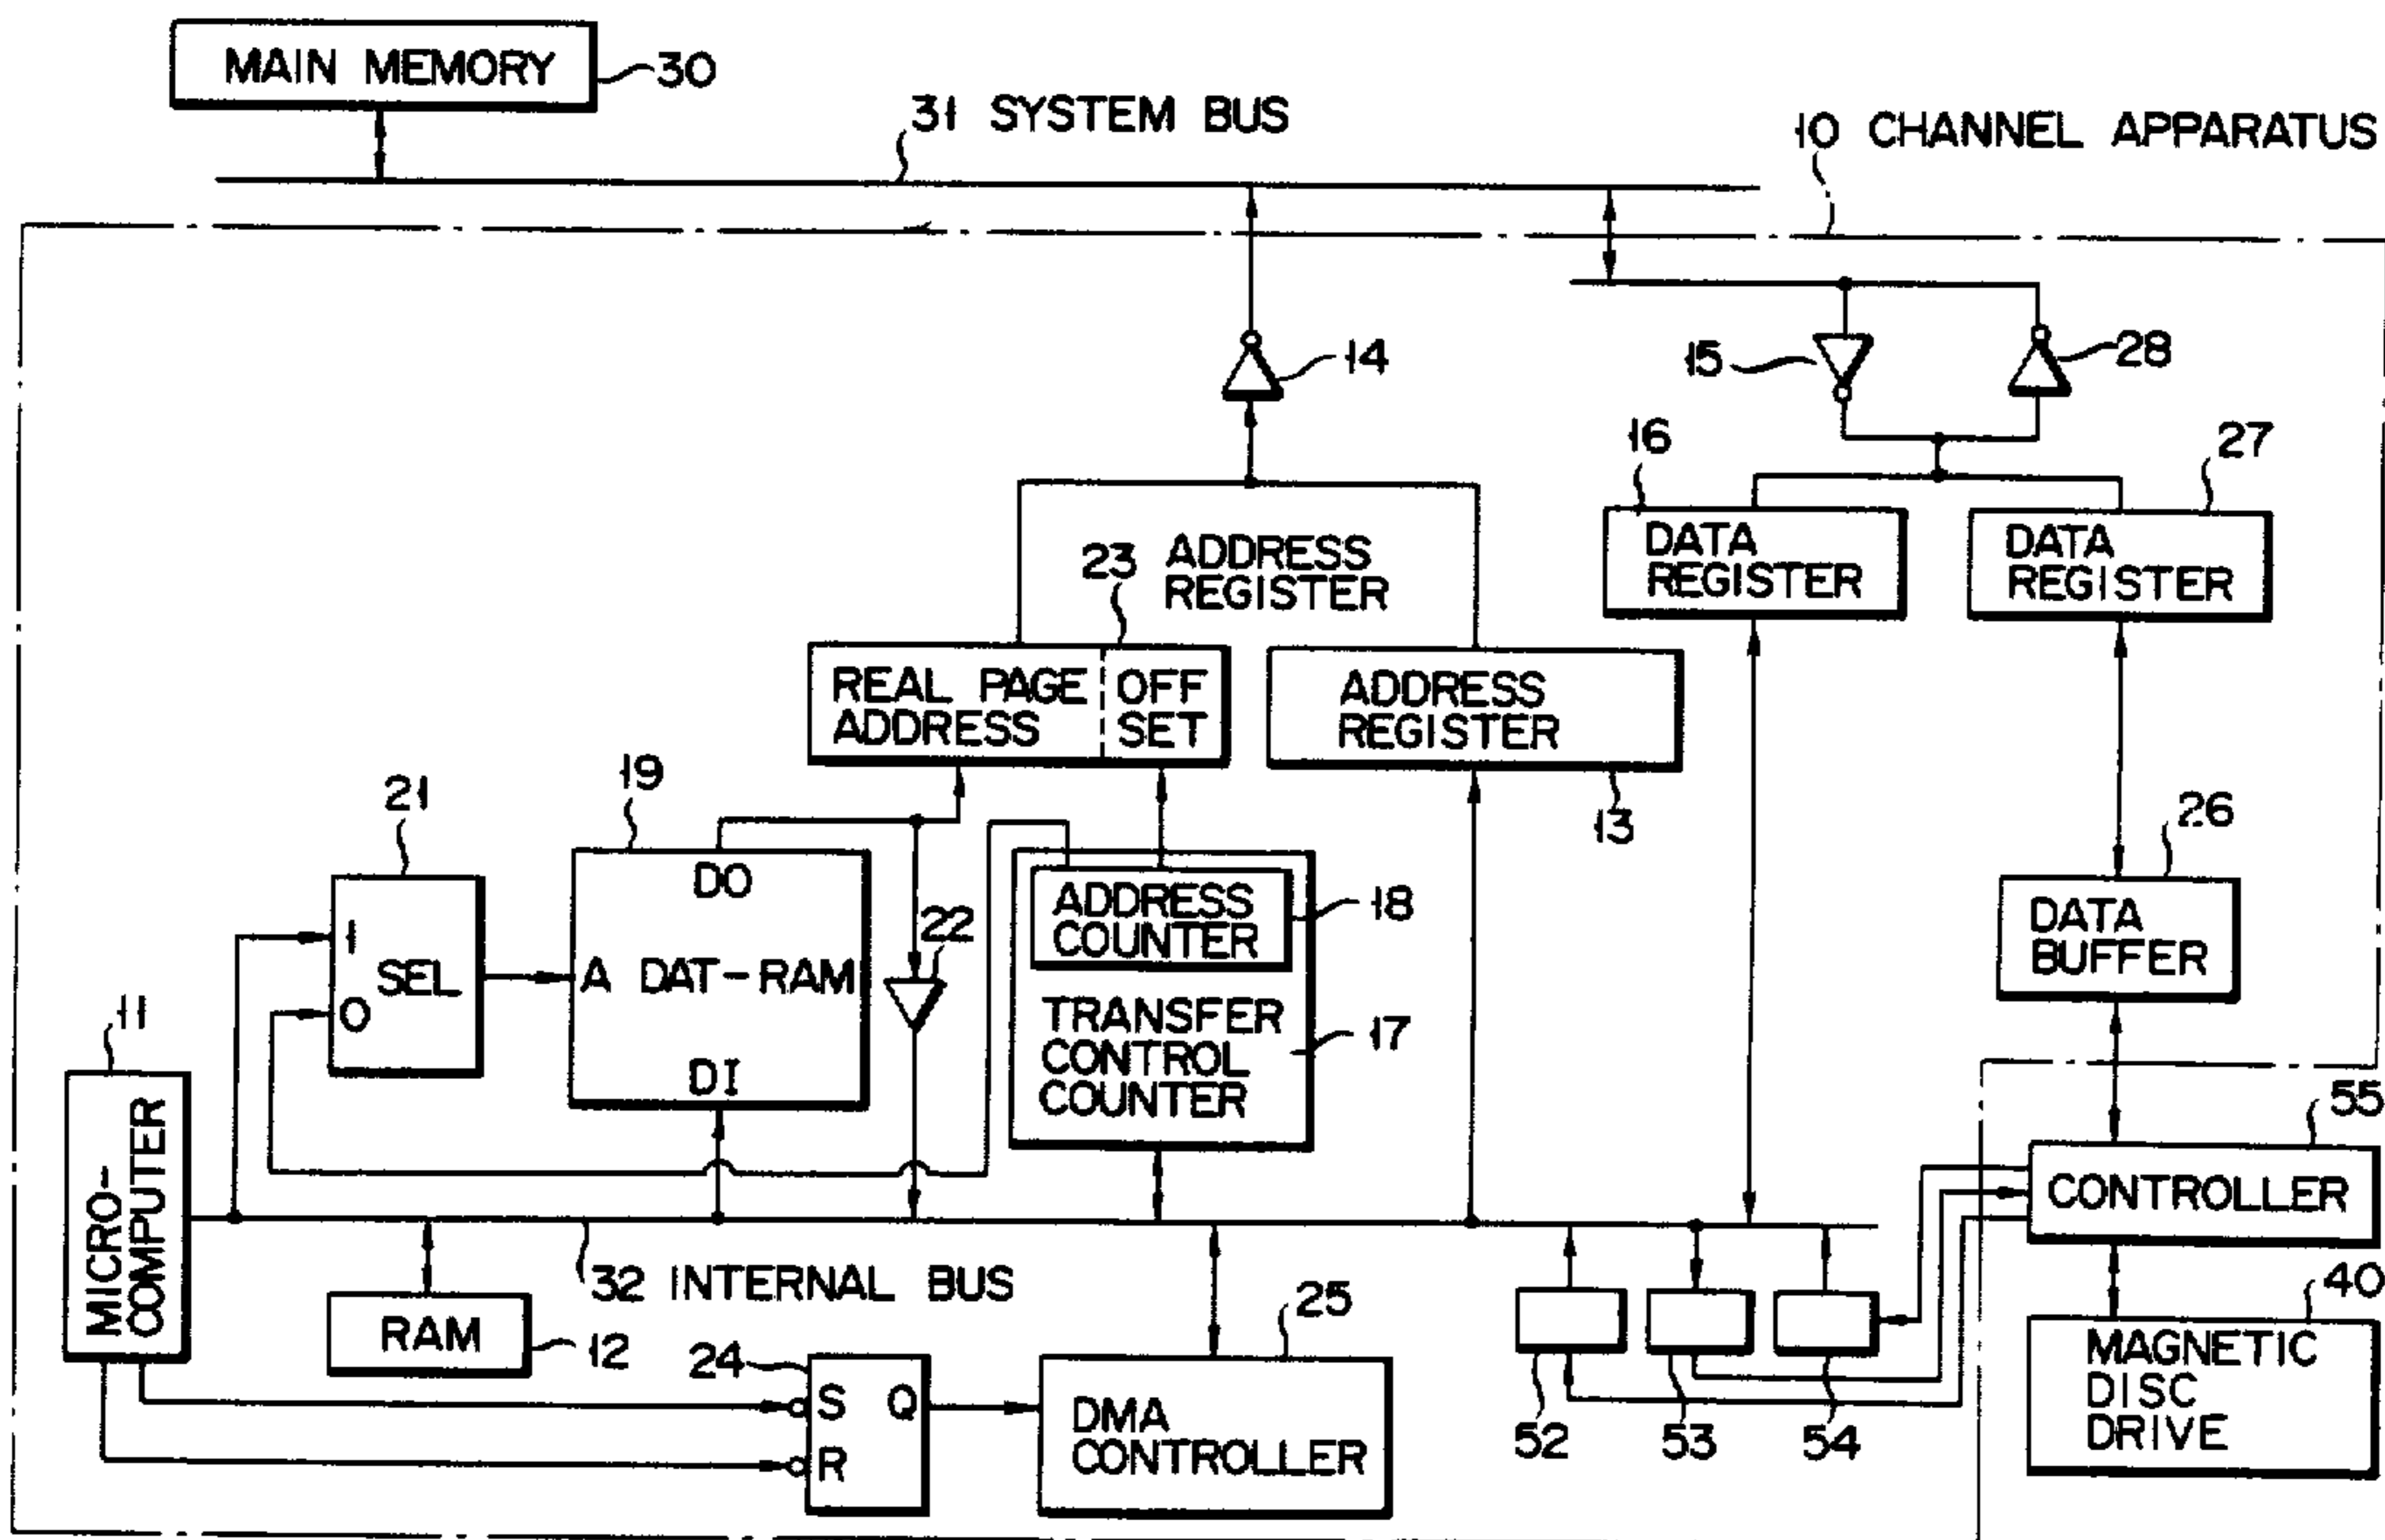 MAIN MEMORY
30
31 SYSTEM BUS
10 CHANNEL APPARATUS
14
15
28
16
27
DATA
REGISTER
DATA
REGISTER
23
ADDRESS
REGISTER
REAL PAGE
ADDRESS
OFF
SET
ADDRESS
REGISTER
13
21
19
26
1
SEL
0
DO
A DAT-RAM
DI
22
ADDRESS
COUNTER
18
TRANSFER
CONTROL
COUNTER
17
DATA
BUFFER
11
MICRO-
COMPUTER
55
CONTROLLER
32 INTERNAL BUS
RAM
12
24
S
Q
R
25
DMA
CONTROLLER
52
53
54
40
MAGNETIC
DISC
DRIVE